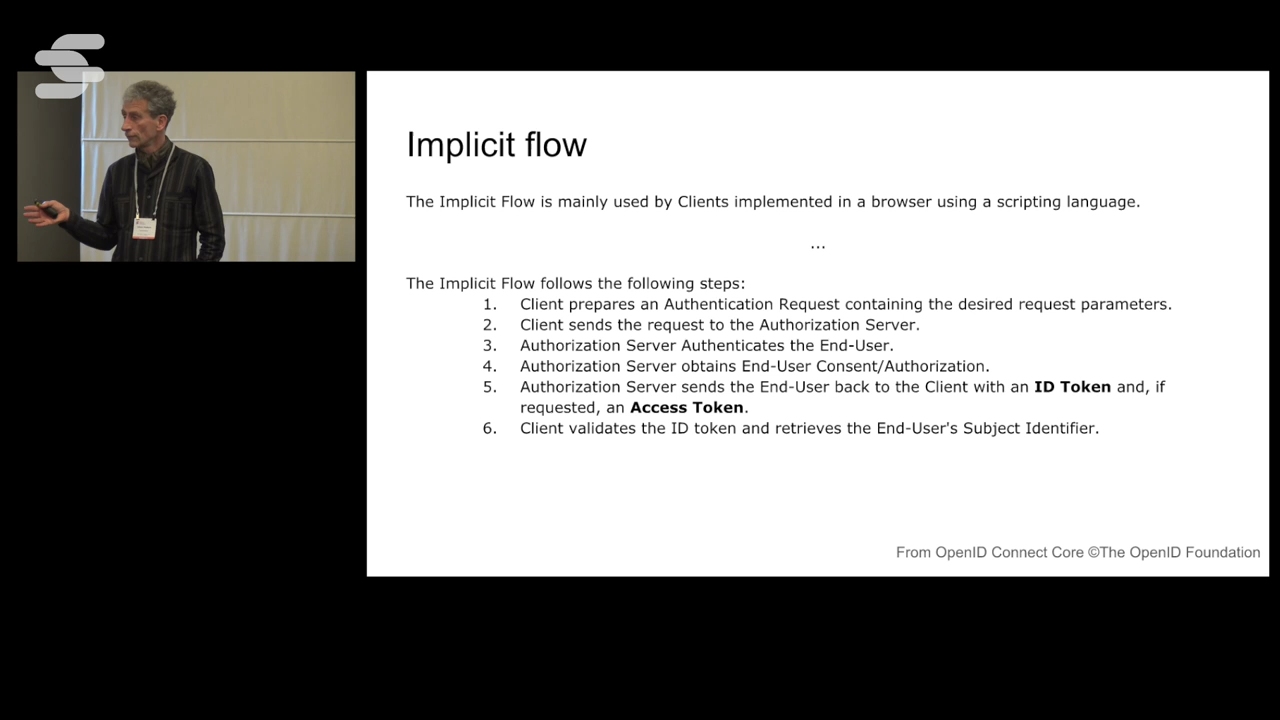 Implicit flow
The Implicit Flow is mainly used by Clients implemented in a browser using a scripting language.
...
The Implicit Flow follows the following steps:
1. Client prepares an Authentication Request containing the desired request parameters.
2. Client sends the request to the Authorization Server.
3. Authorization Server Authenticates the End-User.
4. Authorization Server obtains End-User Consent/Authorization.
5. Authorization Server sends the End-User back to the Client with an ID Token and, if
requested, an Access Token.
6. Client validates the ID token and retrieves the End-User's Subject Identifier.
From OpenID Connect Core ©The OpenID Foundation